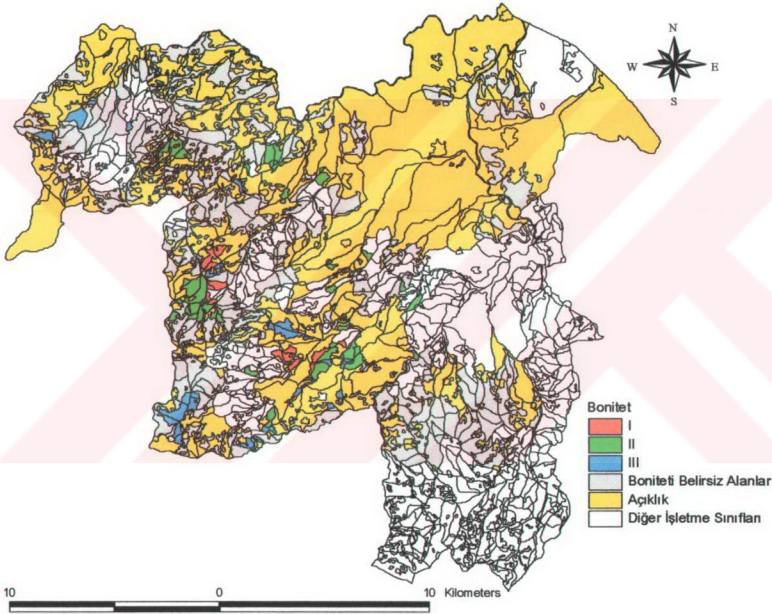 N
W E
S
Bonitet
I
II
III
Boniteti Belirsiz Alanlar
Açıklık
Diğer İşletme Sınıfları
10 0 10 Kilometers